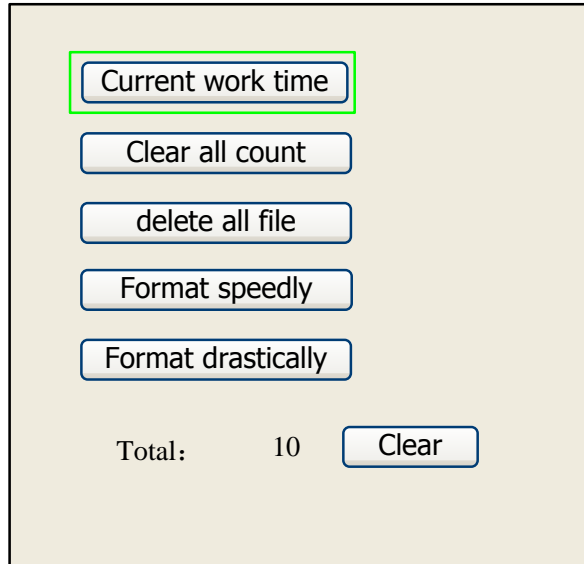 Current work time
Clear all count
delete all file
Format speedly
Format drastically
Total： 10 Clear